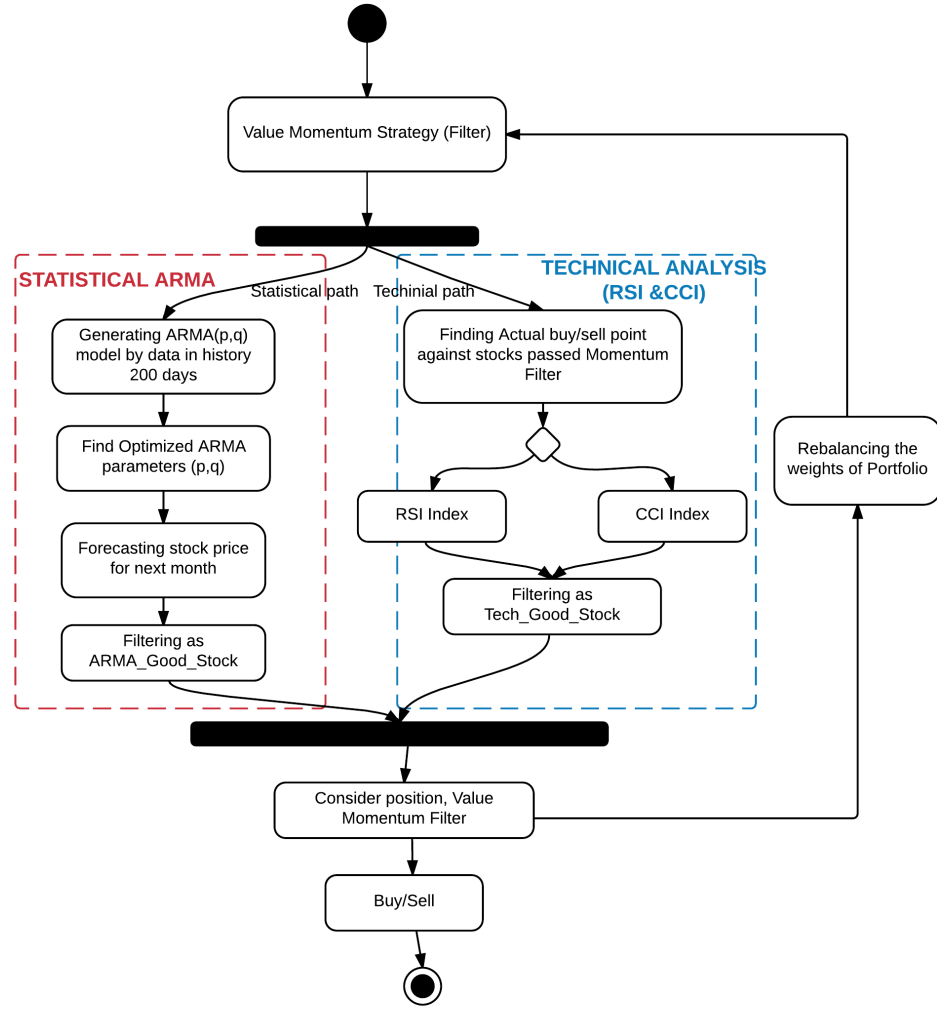 Value Momentum Strategy (Filter)
STATISTICAL ARMA
TECHNICAL ANALYSIS
(RSI &CCI)
Statistical path
Techinial path
Generating ARMA(p,q)
model by data in history
200 days
Finding Actual buy/sell point
against stocks passed Momentum
Filter
Find Optimized ARMA
parameters (p,q)
Rebalancing the
weights of Portfolio
RSI Index
CCI Index
Forecasting stock price
for next month
Filtering as
Tech_Good_Stock
Filtering as
ARMA_Good_Stock
Consider position, Value
Momentum Filter
Buy/Sell